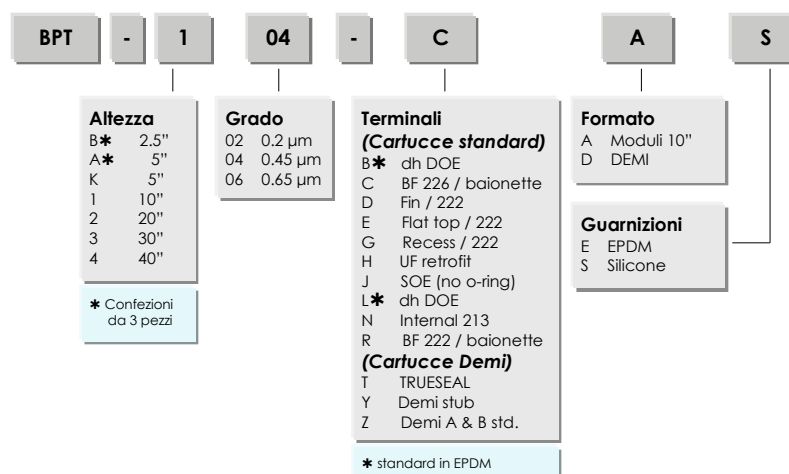 BPT - 1 04 - C A S
Altezza
B✱ 2.5”
A✱ 5”
K 5”
1 10”
2 20”
3 30”
4 40”
✱ Confezioni
da 3 pezzi
Grado
02 0.2 µm
04 0.45 µm
06 0.65 µm
Terminali
(Cartucce standard)
B✱ dh DOE
C BF 226 / baionette
D Fin / 222
E Flat top / 222
G Recess / 222
H UF retrofit
J SOE (no o-ring)
L✱ dh DOE
N Internal 213
R BF 222 / baionette
(Cartucce Demi)
T TRUESEAL
Y Demi stub
Z Demi A & B std.
✱ standard in EPDM
Formato
A Moduli 10”
D DEMI
Guarnizioni
E EPDM
S Silicone